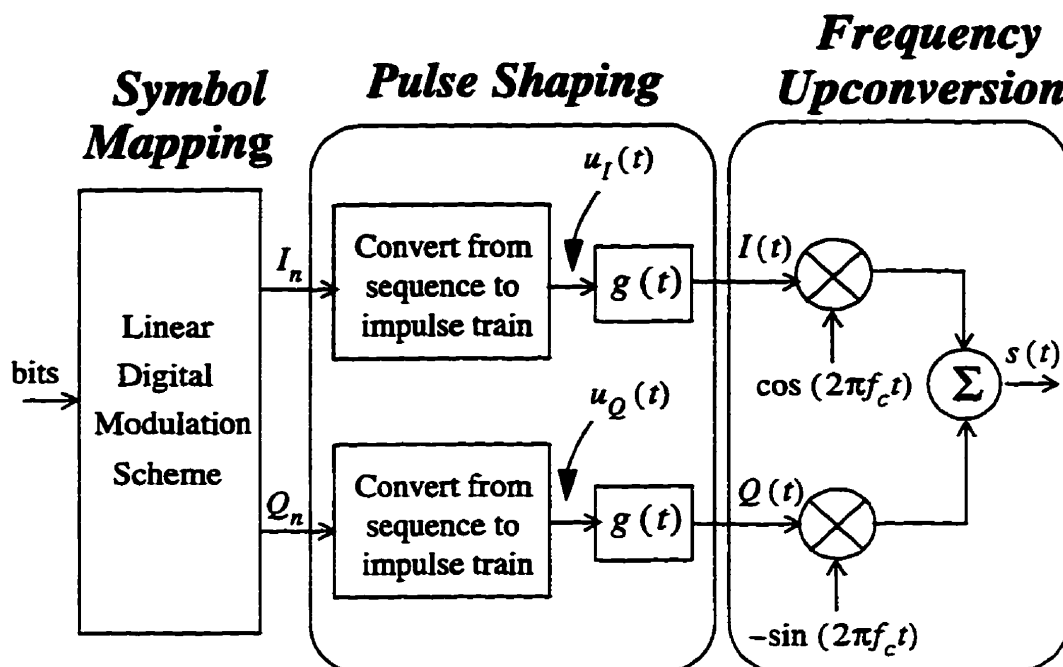 Symbol
Mapping
Pulse Shaping
Frequency
Upconversion
bits
Linear
Digital
Modulation
Scheme
I_n
Q_n
Convert from
sequence to
impulse train
u_I(t)
g(t)
I(t)
cos (2πf_c t)
Convert from
sequence to
impulse train
u_Q(t)
g(t)
Q(t)
-sin (2πf_c t)
Σ
s(t)